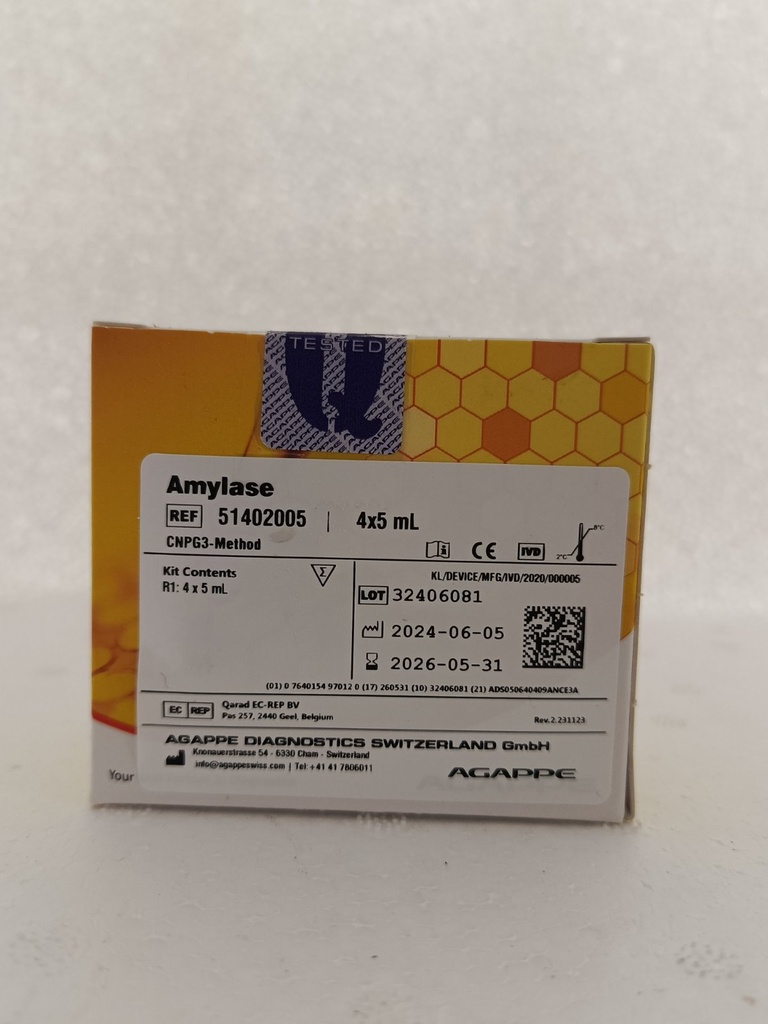 TESTED
Amylase
REF 51402005 | 4x5 mL
CNPG3-Method
CE IVD 2°C 8°C
Kit Contents
R1: 4 x 5 mL
Σ
KL/DEVICE/MFG/IVD/2020/000005
LOT 32406081
2024-06-05
2026-05-31
(01) 0 7640154 97012 0 (17) 260531 (10) 32406081 (21) ADS050640409ANCE3A
EC REP Qarad EC-REP BV
Pas 257, 2440 Geel, Belgium
Rev.2.231123
AGAPPE DIAGNOSTICS SWITZERLAND GmbH
Knonauerstrasse 54 - 6330 Cham - Switzerland
info@agappeswiss.com | Tel: +41 41 7806011
AGAPPE
Your